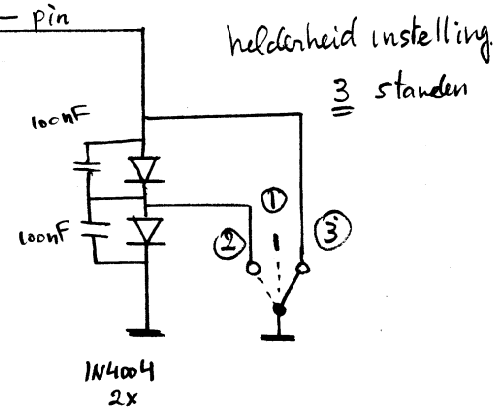 — pin
helderheid instelling.
3 standen
100nF
100nF
1
2
3
1N4004
2x